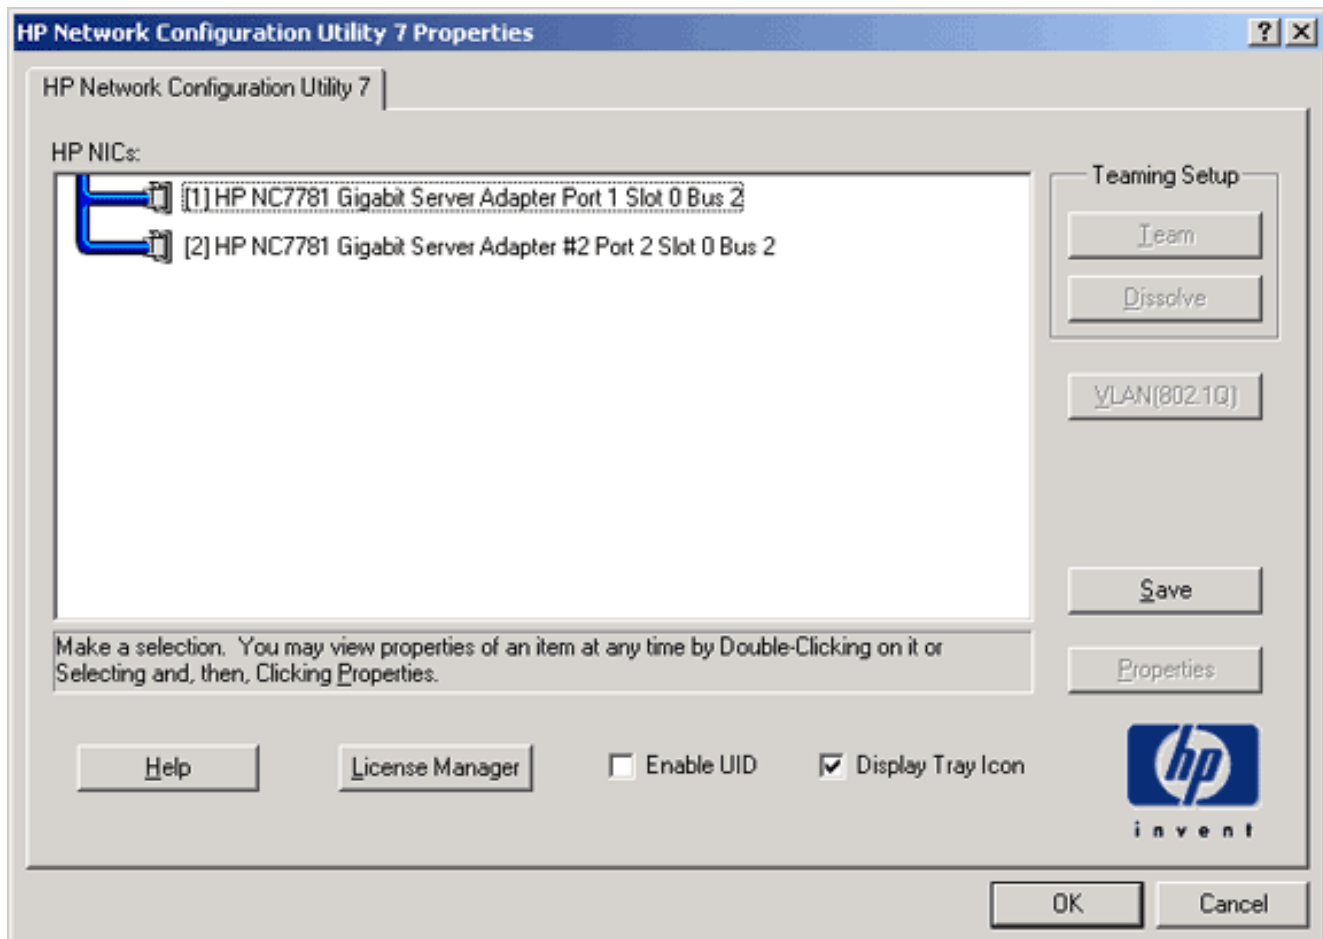 HP Network Configuration Utility 7 Properties
HP Network Configuration Utility 7
HP NICs:
[1] HP NC7781 Gigabit Server Adapter Port 1 Slot 0 Bus 2
[2] HP NC7781 Gigabit Server Adapter #2 Port 2 Slot 0 Bus 2
Teaming Setup
Team
Dissolve
VLAN(802.1Q)
Save
Make a selection. You may view properties of an item at any time by Double-Clicking on it or
Selecting and, then, Clicking Properties.
Properties
Help
License Manager
Enable UID
Display Tray Icon
hp
invent
OK
Cancel